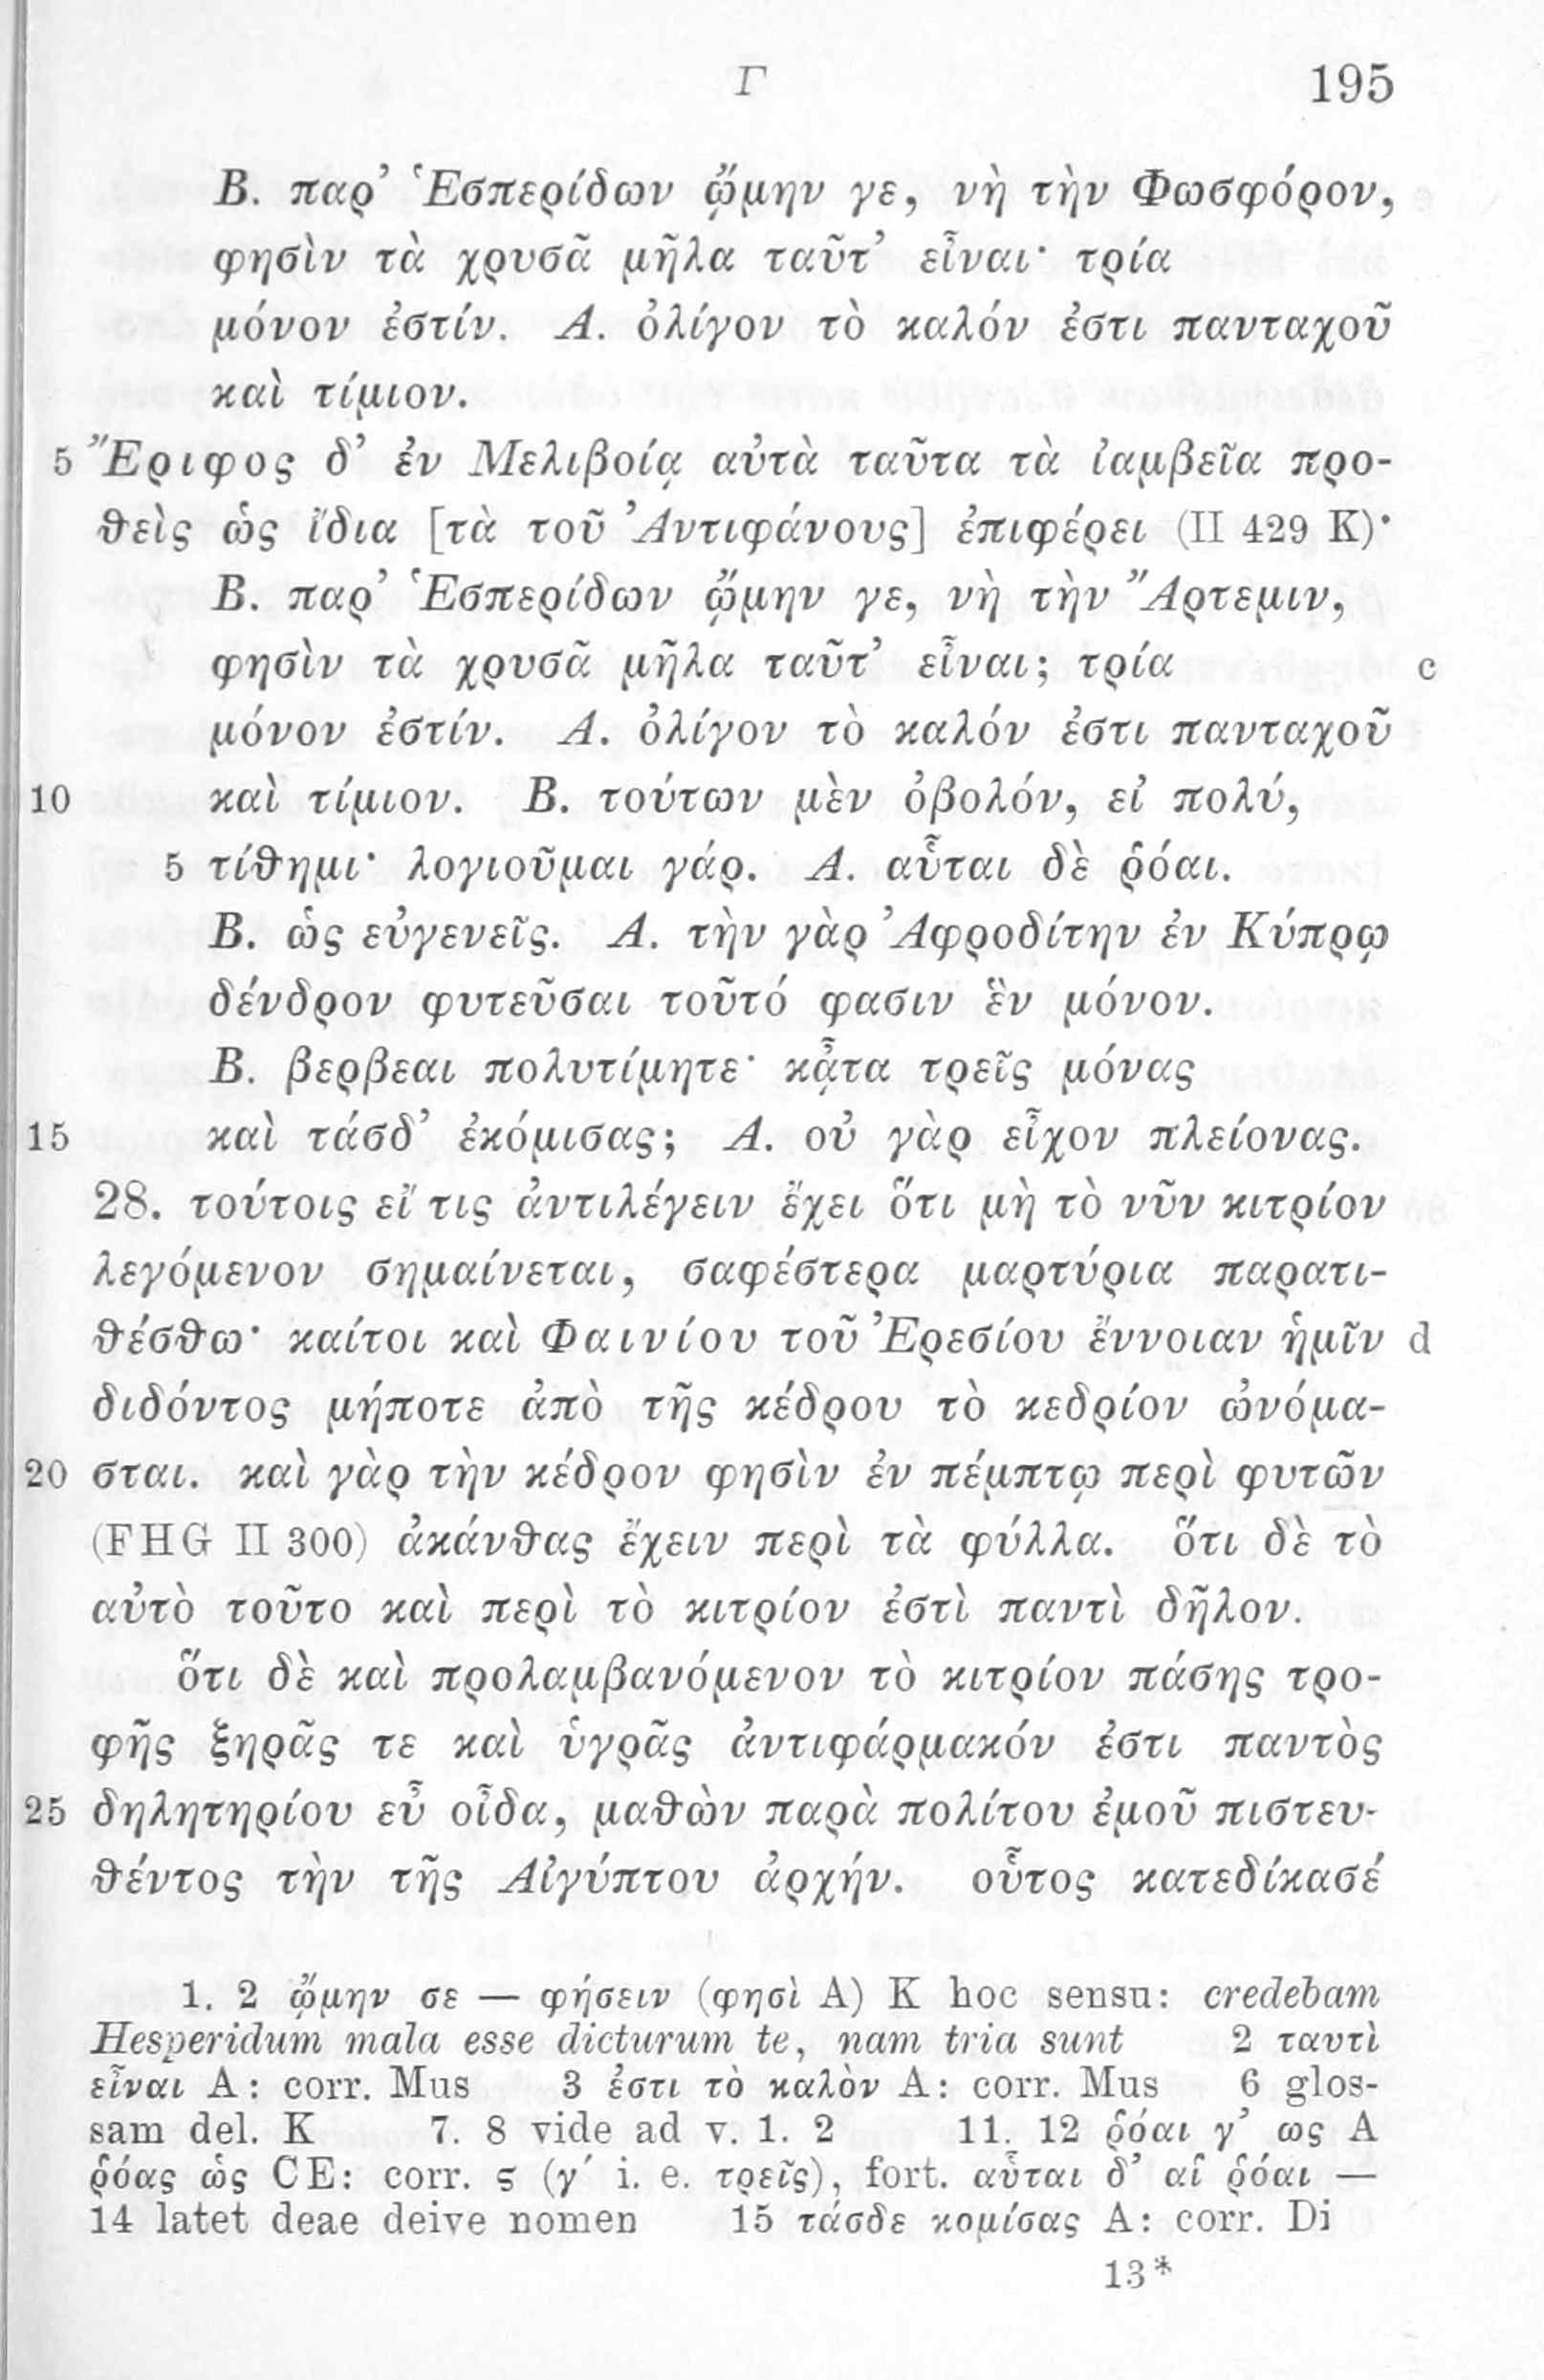 Γ 195
Β. παρ’ Ἑσπερίδων ᾤμην γε, νὴ τὴν Φωσφόρον,
φησὶν τὰ χρυσᾶ μῆλα ταῦτ’ εἶναι· τρία
μόνον ἐστίν. Α. ὀλίγον τὸ καλόν ἐστι πανταχοῦ
καὶ τίμιον.
5 Ἔριφος δ’ ἐν Μελιβοίᾳ αὐτὰ ταῦτα τὰ ἰαμβεῖα προ-
θεὶς ὡς ἴδια [τὰ τοῦ Ἀντιφάνους] ἐπιφέρει (II 429 K)·
Β. παρ’ Ἑσπερίδων ᾤμην γε, νὴ τὴν Ἄρτεμιν,
φησὶν τὰ χρυσᾶ μῆλα ταῦτ’ εἶναι; τρία c
μόνον ἐστίν. Α. ὀλίγον τὸ καλόν ἐστι πανταχοῦ
10 καὶ τίμιον. Β. τούτων μὲν ὀβολόν, εἰ πολύ,
5 τίθημι· λογιοῦμαι γάρ. Α. αὗται δὲ ῥόαι.
Β. ὡς εὐγενεῖς. Α. τὴν γὰρ Ἀφροδίτην ἐν Κύπρῳ
δένδρον φυτεῦσαι τοῦτό φασιν ἓν μόνον.
Β. βερβεαι πολυτίμητε· κᾆτα τρεῖς μόνας
15 καὶ τάσδ’ ἐκόμισας; Α. οὐ γὰρ εἶχον πλείονας.
28. τούτοις εἴ τις ἀντιλέγειν ἔχει ὅτι μὴ τὸ νῦν κιτρίον
λεγόμενον σημαίνεται, σαφέστερα μαρτύρια παρατι-
θέσθω· καίτοι καὶ Φαινίου τοῦ Ἐρεσίου ἔννοιαν ἡμῖν d
διδόντος μήποτε ἀπὸ τῆς κέδρου τὸ κεδρίον ὠνόμα-
20 σται. καὶ γὰρ τὴν κέδρον φησὶν ἐν πέμπτῳ περὶ φυτῶν
(FHG II 300) ἀκάνθας ἔχειν περὶ τὰ φύλλα. ὅτι δὲ τὸ
αὐτὸ τοῦτο καὶ περὶ τὸ κιτρίον ἐστὶ παντὶ δῆλον.
ὅτι δὲ καὶ προλαμβανόμενον τὸ κιτρίον πάσης τρο-
φῆς ξηρᾶς τε καὶ ὑγρᾶς ἀντιφάρμακόν ἐστι παντὸς
25 δηλητηρίου εὖ οἶδα, μαθὼν παρὰ πολίτου ἐμοῦ πιστευ-
θέντος τὴν τῆς Αἰγύπτου ἀρχήν. οὗτος κατεδίκασέ
1. 2 ᾤμην σε — φήσειν (φησὶ A) K hoc sensu: credebam
Hesperidum mala esse dicturum te, nam tria sunt 2 ταυτὶ
εἶναι A: corr. Mus 3 ἐστι τὸ καλὸν A: corr. Mus 6 glos-
sam del. K 7. 8 vide ad v. 1. 2 11. 12 ῥόαι γ’ ως A
ῥόας ὡς CE: corr. ς (γ´ i. e. τρεῖς), fort. αὗται δ’ αἱ ῥόαι —
14 latet deae deive nomen 15 τάσδε κομίσας A: corr. Di
13*